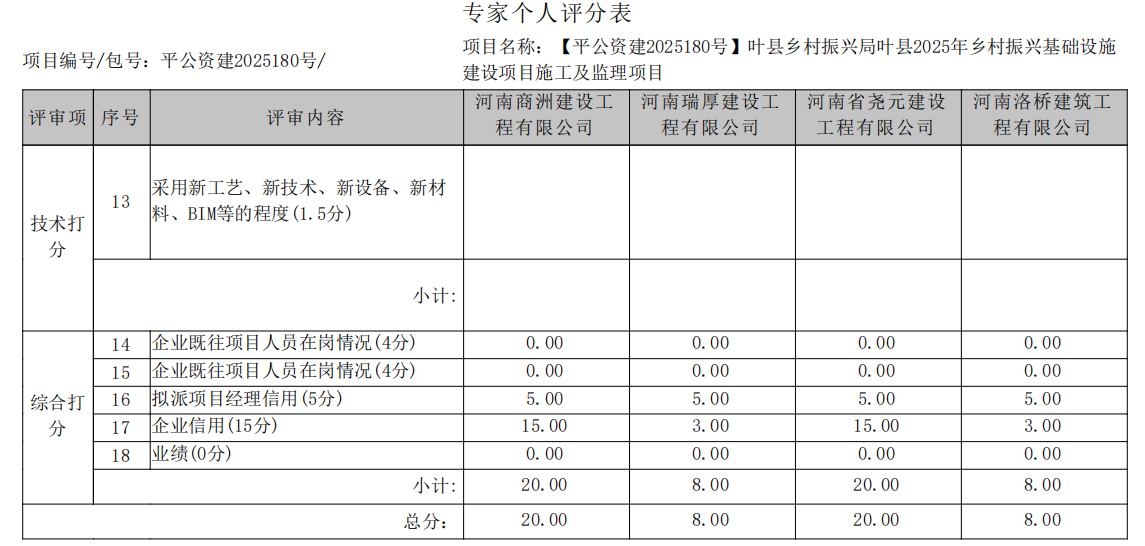 专家个人评分表
项目编号/包号：平公资建2025180号/
项目名称：【平公资建2025180号】叶县乡村振兴局叶县2025年乡村振兴基础设施
建设项目施工及监理项目
评审项 序号 评审内容 河南商洲建设工程有限公司 河南瑞厚建设工程有限公司 河南省尧元建设工程有限公司 河南洛桥建筑工程有限公司
技术打分
13 采用新工艺、新技术、新设备、新材料、BIM等的程度(1.5分)
小计:
综合打分
14 企业既往项目人员在岗情况(4分) 0.00 0.00 0.00 0.00
15 企业既往项目人员在岗情况(4分) 0.00 0.00 0.00 0.00
16 拟派项目经理信用(5分) 5.00 5.00 5.00 5.00
17 企业信用(15分) 15.00 3.00 15.00 3.00
18 业绩(0分) 0.00 0.00 0.00 0.00
小计: 20.00 8.00 20.00 8.00
总分： 20.00 8.00 20.00 8.00